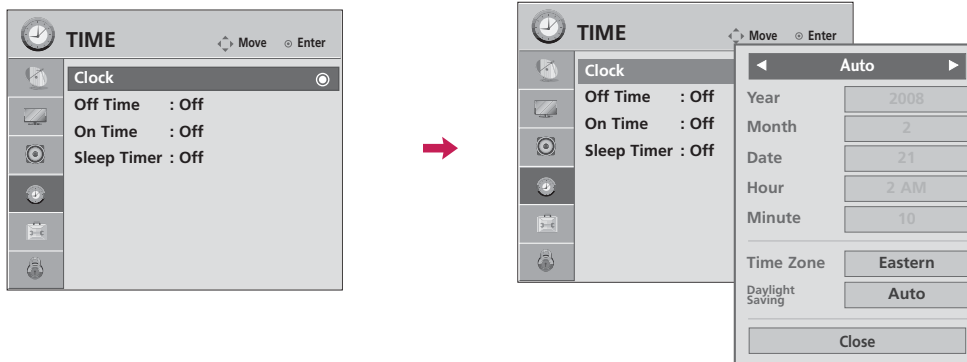 TIME
Move Enter
Clock
Off Time : Off
On Time : Off
Sleep Timer : Off
TIME
Move Enter
Clock
Off Time : Off
On Time : Off
Sleep Timer : Off
Auto
Year 2008
Month 2
Date 21
Hour 2 AM
Minute 10
Time Zone Eastern
Daylight
Saving Auto
Close